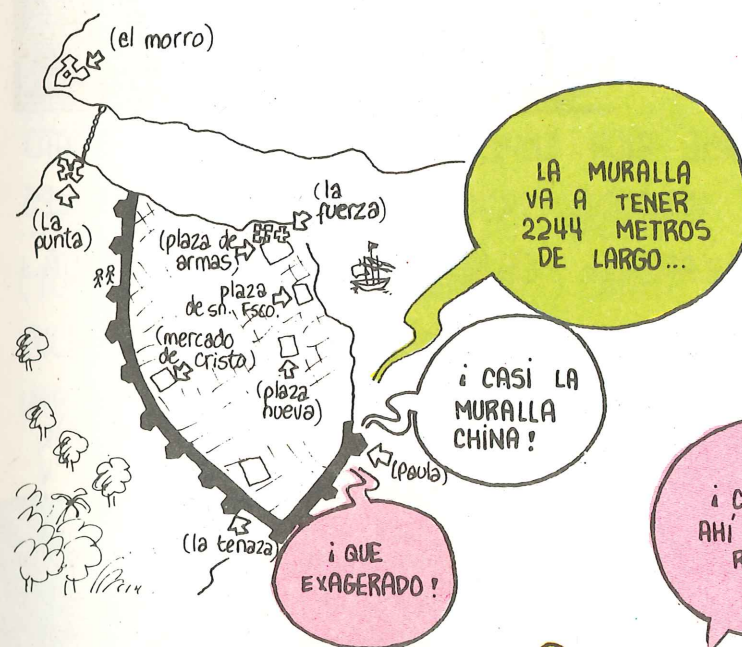 (el morro)
(La
punta)
(la
fuerza)
(plaza de
armas)
plaza
de sn. Fsco.
(mercado
de Cristo)
(plaza
nueva)
(paula)
(la tenaza)
LA MURALLA
VA A TENER
2244 METROS
DE LARGO...
¡ CASI LA
MURALLA
CHINA !
¡ QUE
EXAGERADO !
¡ C
AHÍ